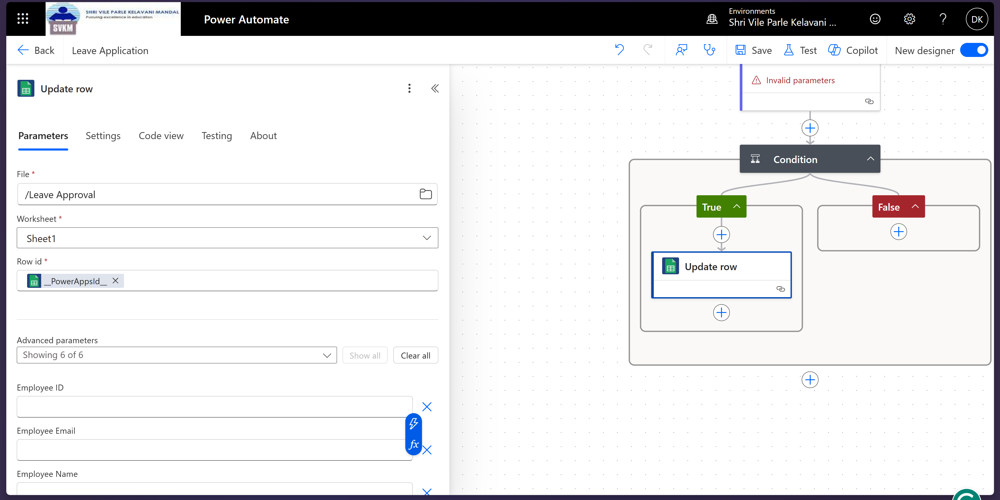 SHRI VILE PARLE KELAVANI MANDAL
Pursuing excellence in education
SVKM
Power Automate
Environments
Shri Vile Parle Kelavani ...
DK
Back
Leave Application
Save
Test
Copilot
New designer
Update row
Parameters
Settings
Code view
Testing
About
File *
/Leave Approval
Worksheet *
Sheet1
Row id *
__PowerAppsId__
Advanced parameters
Showing 6 of 6
Show all
Clear all
Employee ID
Employee Email
fx
Employee Name
Invalid parameters
Condition
True
False
Update row